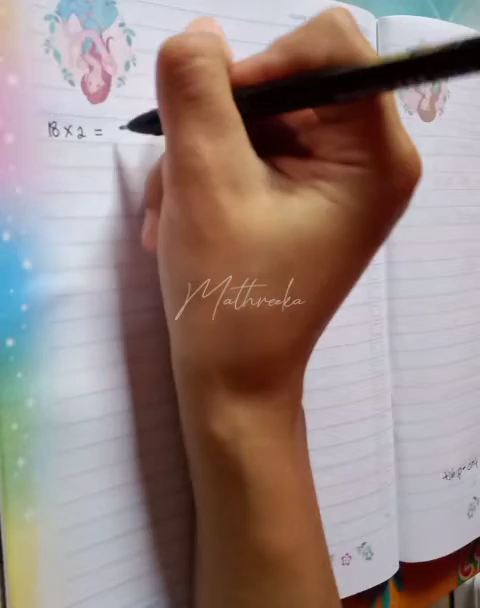 18 × 2 =
Mathreeka